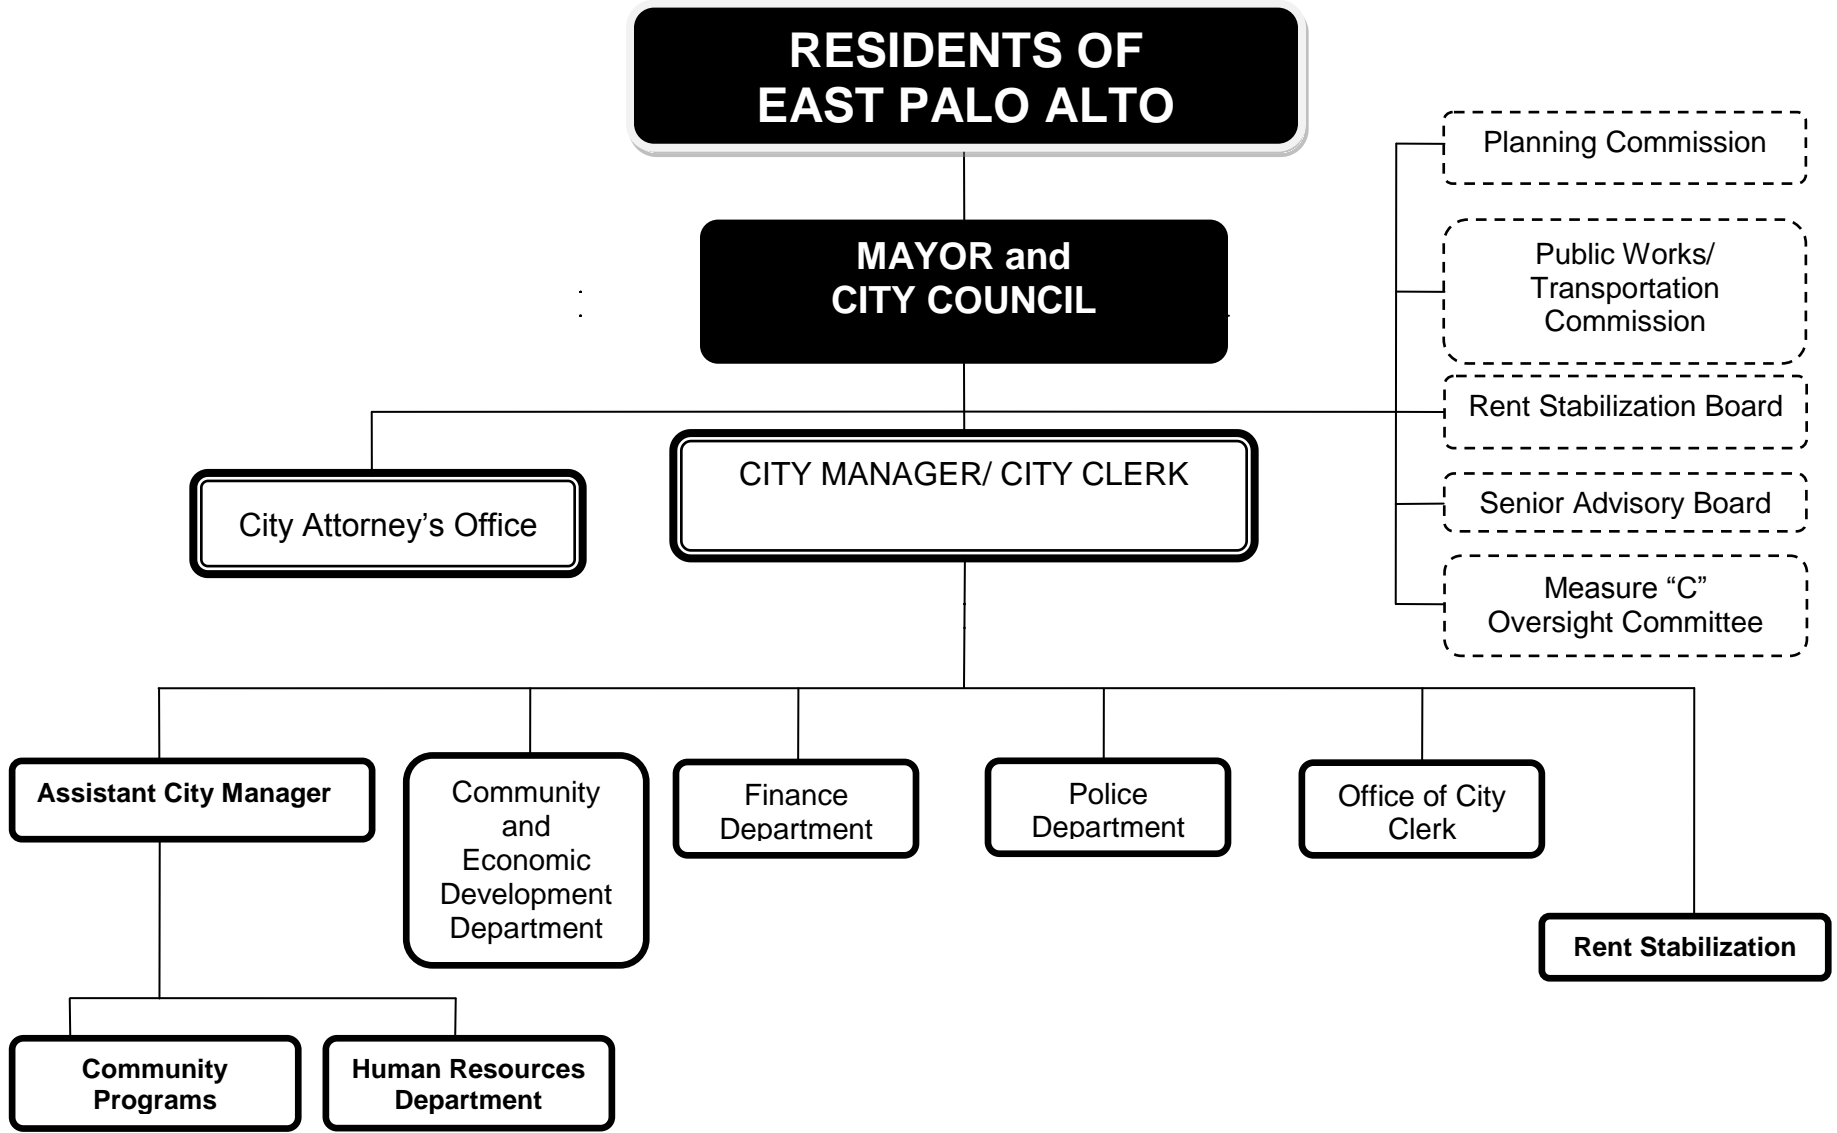 RESIDENTS OF
EAST PALO ALTO
Planning Commission
MAYOR and
CITY COUNCIL
Public Works/
Transportation
Commission
Rent Stabilization Board
CITY MANAGER/ CITY CLERK
City Attorney’s Office
Senior Advisory Board
Measure “C”
Oversight Committee
Assistant City Manager
Community
and
Economic
Development
Department
Finance
Department
Police
Department
Office of City
Clerk
Rent Stabilization
Community
Programs
Human Resources
Department